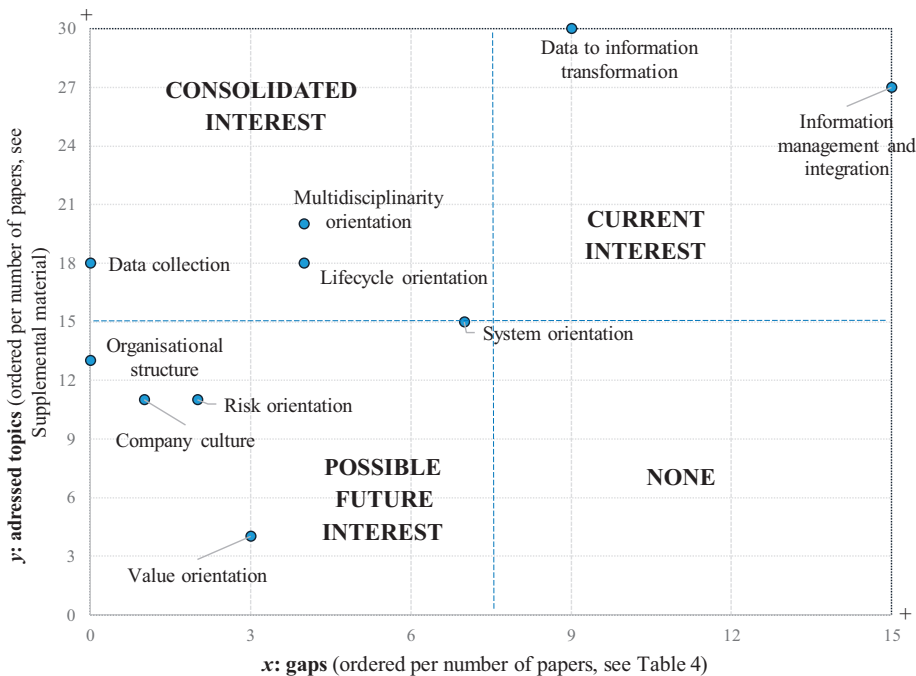 +
30
Data to information
transformation
27
CONSOLIDATED
INTEREST
Information
management and
integration
24
21
Multidisciplinarity
orientation
CURRENT
INTEREST
18
Data collection
Lifecycle orientation
15
System orientation
Organisational
structure
12
Risk orientation
Company culture
9
POSSIBLE
FUTURE
INTEREST
NONE
6
3
Value orientation
0
0 3 6 9 12 15 +
x: gaps (ordered per number of papers, see Table 4)
y: adressed topics (ordered per number of papers, see
Supplemental material)